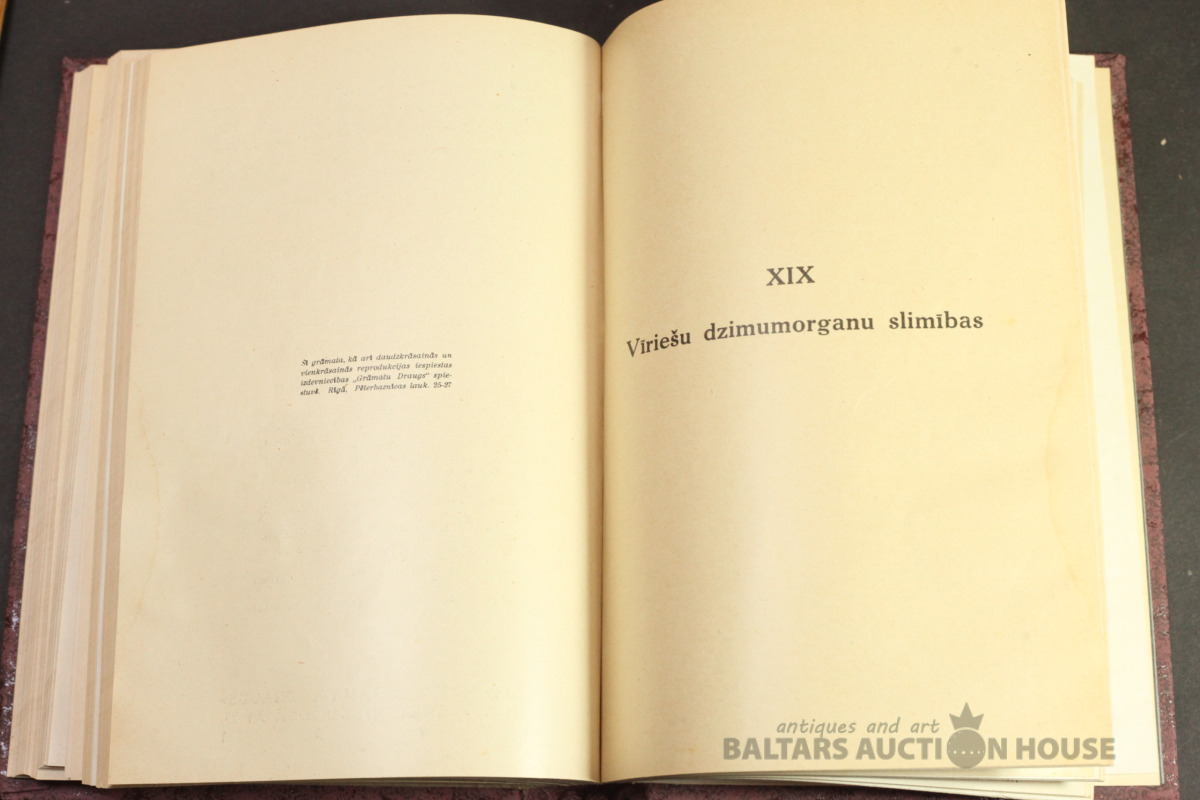 Šī grāmata, kā arī daudzkrāsainās un
vienkrāsainās reprodukcijas iespiestas
izdevniecības „Grāmatu Draugs" spie-
stuvē. Rīgā, Pēterbaznīcas lauk. 25-27
XIX
Vīriešu dzimumorganu slimības
antiques and art
BALTARS AUCTION HOUSE